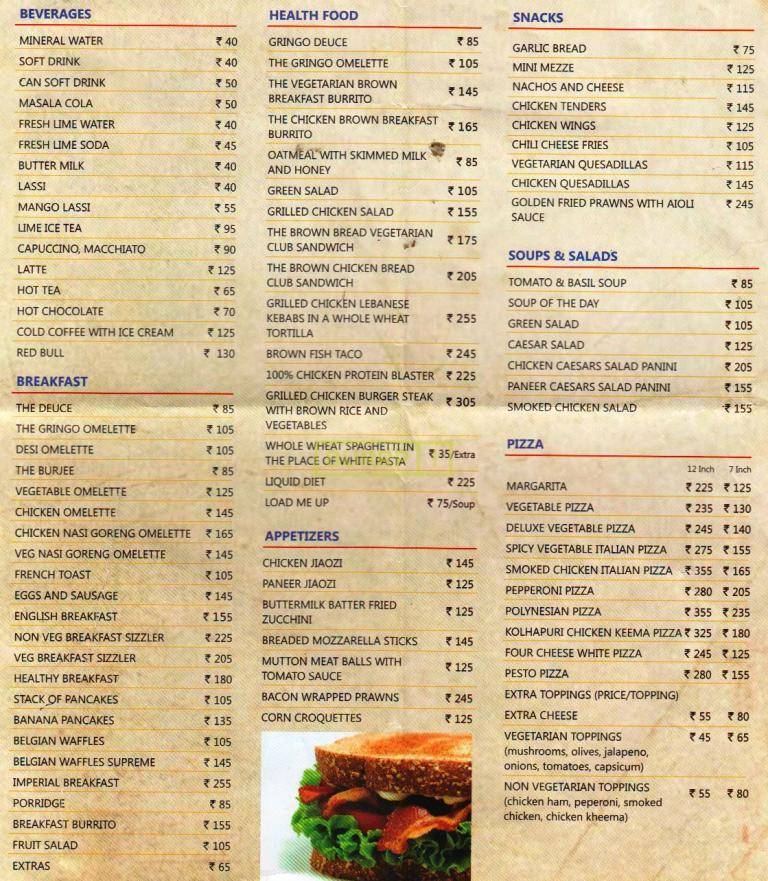 BEVERAGES
MINERAL WATER ₹ 40
SOFT DRINK ₹ 40
CAN SOFT DRINK ₹ 50
MASALA COLA ₹ 50
FRESH LIME WATER ₹ 40
FRESH LIME SODA ₹ 45
BUTTER MILK ₹ 40
LASSI ₹ 40
MANGO LASSI ₹ 55
LIME ICE TEA ₹ 95
CAPUCCINO, MACCHIATO ₹ 90
LATTE ₹ 125
HOT TEA ₹ 65
HOT CHOCOLATE ₹ 70
COLD COFFEE WITH ICE CREAM ₹ 125
RED BULL ₹ 130
BREAKFAST
THE DEUCE ₹ 85
THE GRINGO OMELETTE ₹ 105
DESI OMELETTE ₹ 105
THE BURJEE ₹ 85
VEGETABLE OMELETTE ₹ 125
CHICKEN OMELETTE ₹ 145
CHICKEN NASI GORENG OMELETTE ₹ 165
VEG NASI GORENG OMELETTE ₹ 145
FRENCH TOAST ₹ 105
EGGS AND SAUSAGE ₹ 145
ENGLISH BREAKFAST ₹ 155
NON VEG BREAKFAST SIZZLER ₹ 225
VEG BREAKFAST SIZZLER ₹ 205
HEALTHY BREAKFAST ₹ 180
STACK OF PANCAKES ₹ 105
BANANA PANCAKES ₹ 135
BELGIAN WAFFLES ₹ 105
BELGIAN WAFFLES SUPREME ₹ 145
IMPERIAL BREAKFAST ₹ 255
PORRIDGE ₹ 85
BREAKFAST BURRITO ₹ 155
FRUIT SALAD ₹ 105
EXTRAS ₹ 65
HEALTH FOOD
GRINGO DEUCE ₹ 85
THE GRINGO OMELETTE ₹ 105
THE VEGETARIAN BROWN
BREAKFAST BURRITO ₹ 145
THE CHICKEN BROWN BREAKFAST
BURRITO ₹ 165
OATMEAL WITH SKIMMED MILK
AND HONEY ₹ 85
GREEN SALAD ₹ 105
GRILLED CHICKEN SALAD ₹ 155
THE BROWN BREAD VEGETARIAN
CLUB SANDWICH ₹ 175
THE BROWN CHICKEN BREAD
CLUB SANDWICH ₹ 205
GRILLED CHICKEN LEBANESE
KEBABS IN A WHOLE WHEAT ₹ 255
TORTILLA
BROWN FISH TACO ₹ 245
100% CHICKEN PROTEIN BLASTER ₹ 225
GRILLED CHICKEN BURGER STEAK ₹ 305
WITH BROWN RICE AND
VEGETABLES
WHOLE WHEAT SPAGHETTI IN ₹ 35/Extra
THE PLACE OF WHITE PASTA
LIQUID DIET ₹ 225
LOAD ME UP ₹ 75/Soup
APPETIZERS
CHICKEN JIAOZI ₹ 145
PANEER JIAOZI ₹ 125
BUTTERMILK BATTER FRIED ₹ 125
ZUCCHINI
BREADED MOZZARELLA STICKS ₹ 145
MUTTON MEAT BALLS WITH ₹ 125
TOMATO SAUCE
BACON WRAPPED PRAWNS ₹ 245
CORN CROQUETTES ₹ 125
SNACKS
GARLIC BREAD ₹ 75
MINI MEZZE ₹ 125
NACHOS AND CHEESE ₹ 115
CHICKEN TENDERS ₹ 145
CHICKEN WINGS ₹ 125
CHILI CHEESE FRIES ₹ 105
VEGETARIAN QUESADILLAS ₹ 115
CHICKEN QUESADILLAS ₹ 145
GOLDEN FRIED PRAWNS WITH AIOLI ₹ 245
SAUCE
SOUPS & SALADS
TOMATO & BASIL SOUP ₹ 85
SOUP OF THE DAY ₹ 105
GREEN SALAD ₹ 105
CAESAR SALAD ₹ 125
CHICKEN CAESARS SALAD PANINI ₹ 205
PANEER CAESARS SALAD PANINI ₹ 155
SMOKED CHICKEN SALAD ₹ 155
PIZZA
12 Inch 7 Inch
MARGARITA ₹ 225 ₹ 125
VEGETABLE PIZZA ₹ 235 ₹ 130
DELUXE VEGETABLE PIZZA ₹ 245 ₹ 140
SPICY VEGETABLE ITALIAN PIZZA ₹ 275 ₹ 155
SMOKED CHICKEN ITALIAN PIZZA ₹ 355 ₹ 165
PEPPERONI PIZZA ₹ 280 ₹ 205
POLYNESIAN PIZZA ₹ 355 ₹ 235
KOLHAPURI CHICKEN KEEMA PIZZA ₹ 325 ₹ 180
FOUR CHEESE WHITE PIZZA ₹ 245 ₹ 125
PESTO PIZZA ₹ 280 ₹ 155
EXTRA TOPPINGS (PRICE/TOPPING)
EXTRA CHEESE ₹ 55 ₹ 80
VEGETARIAN TOPPINGS ₹ 45 ₹ 65
(mushrooms, olives, jalapeno,
onions, tomatoes, capsicum)
NON VEGETARIAN TOPPINGS ₹ 55 ₹ 80
(chicken ham, peperoni, smoked
chicken, chicken kheema)